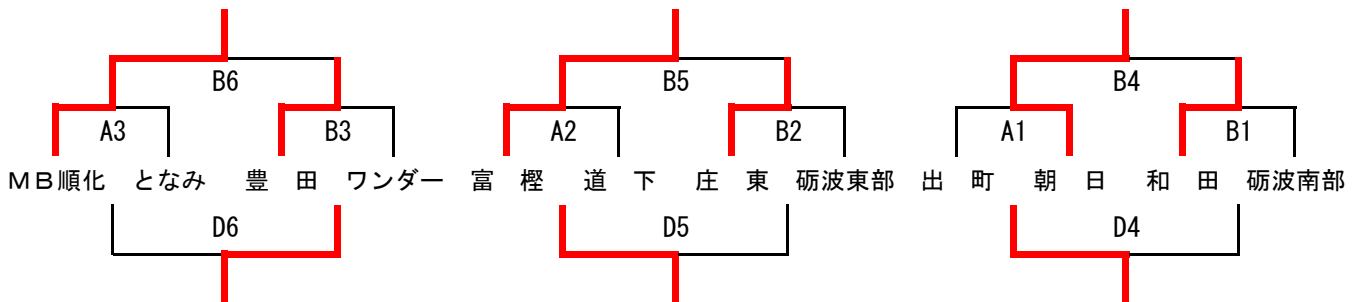 B6 B5 B4
A3 B3 A2 B2 A1 B1
MB順化 となみ 豊田 ワンダー 富樫 道下 庄東 砺波東部 出町 朝日 和田 砺波南部
D6 D5 D4